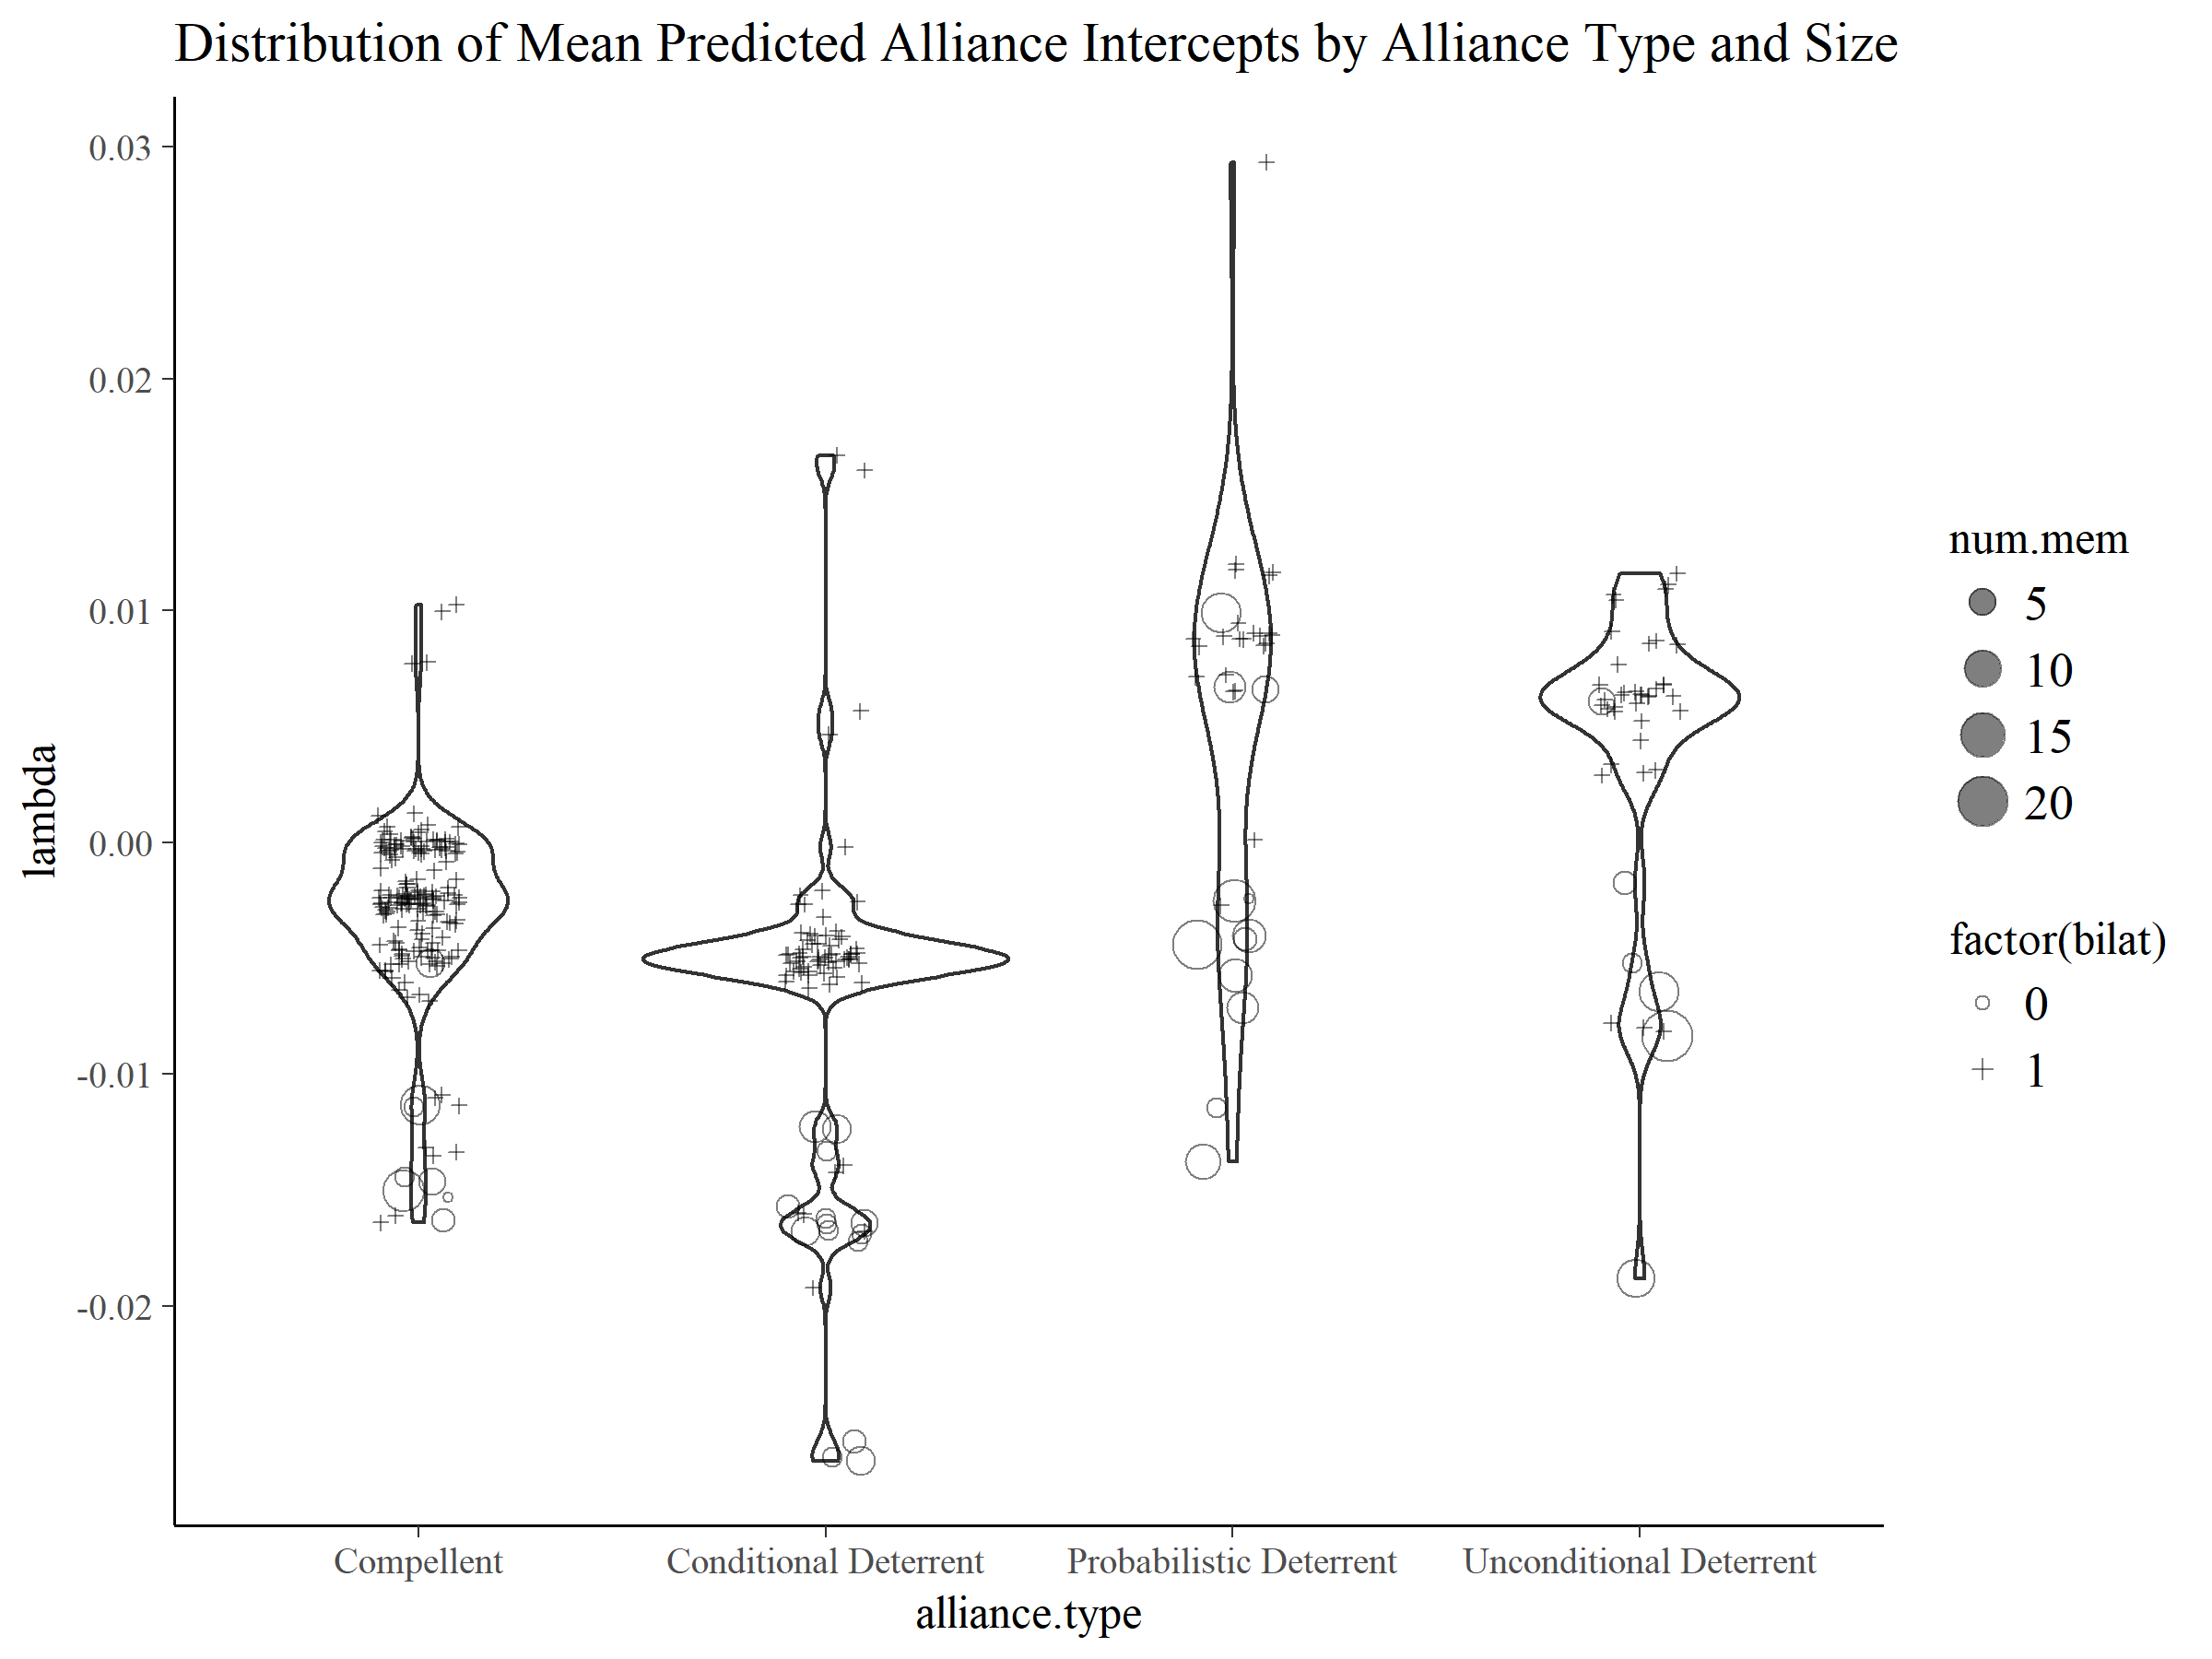 Distribution of Mean Predicted Alliance Intercepts by Alliance Type and Size
0.03
0.02
0.01
0.00
-0.01
-0.02
lambda
Compellent
Conditional Deterrent
Probabilistic Deterrent
Unconditional Deterrent
alliance.type
num.mem
5
10
15
20
factor(bilat)
0
1